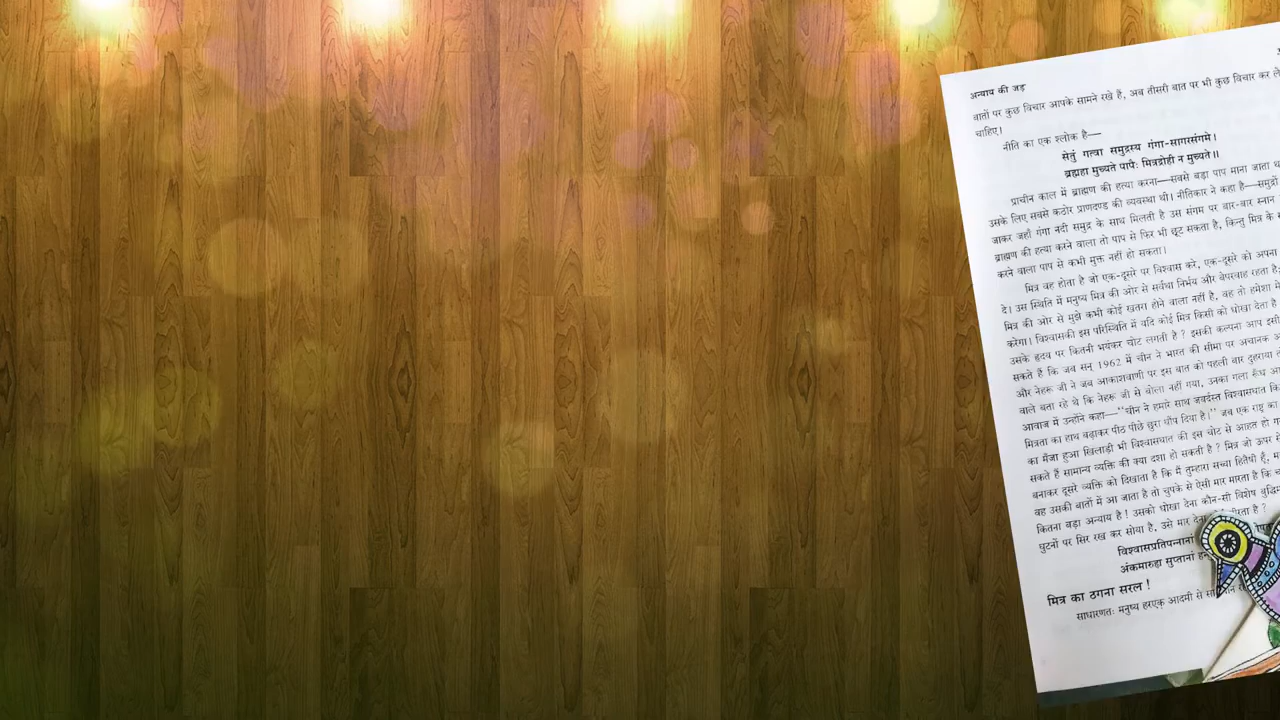 अन्याय की जड़
बातों पर कुछ विचार आपके सामने रखे हैं, अब तीसरी बात पर भी कुछ विचार कर
चाहिए।
नीति का एक श्लोक है—
सेतुं गत्वा समुद्रस्य गंगा-सागरसंगमे।
ब्रह्महा मुच्यते पापैः मित्रद्रोही न मुच्यते॥
प्राचीन काल में ब्राह्मण की हत्या करना—सबसे बड़ा पाप माना जाता
उसके लिए सबसे कठोर प्राणदण्ड की व्यवस्था थी। नीतिकार ने कहा है—
जाकर जहाँ गंगा नदी समुद्र के साथ मिलती है उस संगम पर बार-बार स्नान
ब्राह्मण की हत्या करने वाला तो पाप से फिर भी छूट सकता है, किन्तु मित्र के
करने वाला पाप से कभी मुक्त नहीं हो सकता।
मित्र वह होता है जो एक-दूसरे पर विश्वास करे, एक-दूसरे को अपना
दे। उस स्थिति में मनुष्य मित्र की ओर से सर्वथा निर्भय और बेपरवाह रहता है,
मित्र की ओर से मुझे कभी कोई खतरा होने वाला नहीं है, वह तो हमेशा
करेगा। विश्वासकी इस परिस्थिति में यदि कोई मित्र किसी को धोखा देता है
उसके हृदय पर कितनी भयंकर चोट लगती है? इसकी कल्पना आप इसी
सकते हैं कि जब सन् 1962 में चीन ने भारत की सीमा पर अचानक
और नेहरू जी ने जब आकाशवाणी पर इस बात को पहली बार दुहराया
वाले बता रहे थे कि नेहरू जी से बोला नहीं गया, उनका गला रुँध
आवाज में उन्होंने कहा—"चीन ने हमारे साथ जबर्दस्त विश्वासघात
मित्रता का हाथ बढ़ाकर पीठ पीछे छुरा घोंप दिया है।" जब एक राष्ट्र का
का मँजा हुआ खिलाड़ी भी विश्वासघात की इस चोट से आहत हो
सकते हैं सामान्य व्यक्ति की क्या दशा हो सकती है? मित्र जो ऊपर
बनाकर दूसरे व्यक्ति को दिखाता है कि मैं तुम्हारा सच्चा हितैषी हूँ,
वह उसकी बातों में आ जाता है तो चुपके से ऐसी मार मारता है कि
कितना बड़ा अन्याय है! उसको धोखा देना कौन-सी विशेष
घुटनों पर सिर रख कर सोया है, उसे मार देना
विश्वासप्रतिपन्नानां
अंकमारुह्य सुप्तानां
मित्र का ठगना सरल!
साधारणतः मनुष्य हरएक आदमी से